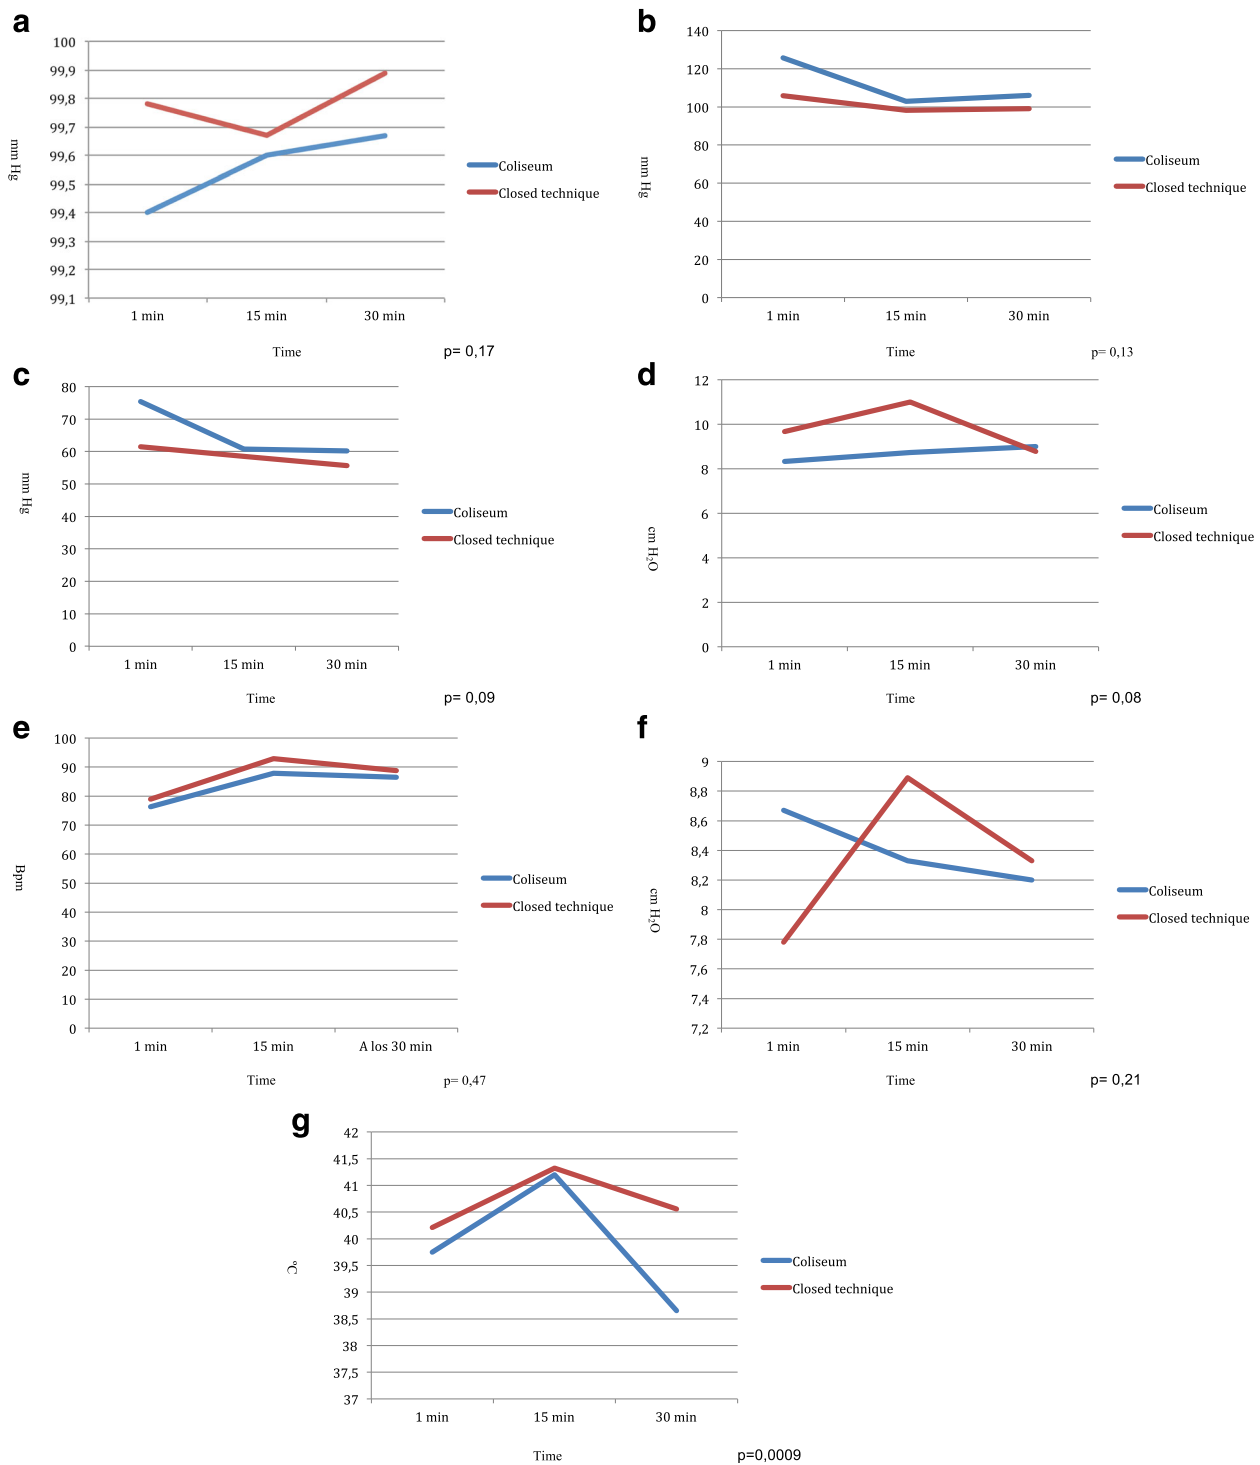 a
100
99,9
99,8
99,7
99,6
99,5
99,4
99,3
99,2
99,1
mm Hg
1 min 15 min 30 min
Time
p= 0,17
Coliseum
Closed technique
b
140
120
100
80
60
40
20
0
mm Hg
1 min 15 min 30 min
Time
p= 0,13
Coliseum
Closed technique
c
80
70
60
50
40
30
20
10
0
mm Hg
1 min 15 min 30 min
Time
p= 0,09
Coliseum
Closed technique
d
12
10
8
6
4
2
0
cm H₂O
1 min 15 min 30 min
Time
p= 0,08
Coliseum
Closed technique
e
100
90
80
70
60
50
40
30
20
10
0
Bpm
1 min 15 min A los 30 min
Time
p= 0,47
Coliseum
Closed technique
f
9
8,8
8,6
8,4
8,2
8
7,8
7,6
7,4
7,2
cm H₂O
1 min 15 min 30 min
Time
p= 0,21
Coliseum
Closed technique
g
42
41,5
41
40,5
40
39,5
39
38,5
38
37,5
37
°C
1 min 15 min 30 min
Time
p=0,0009
Coliseum
Closed technique